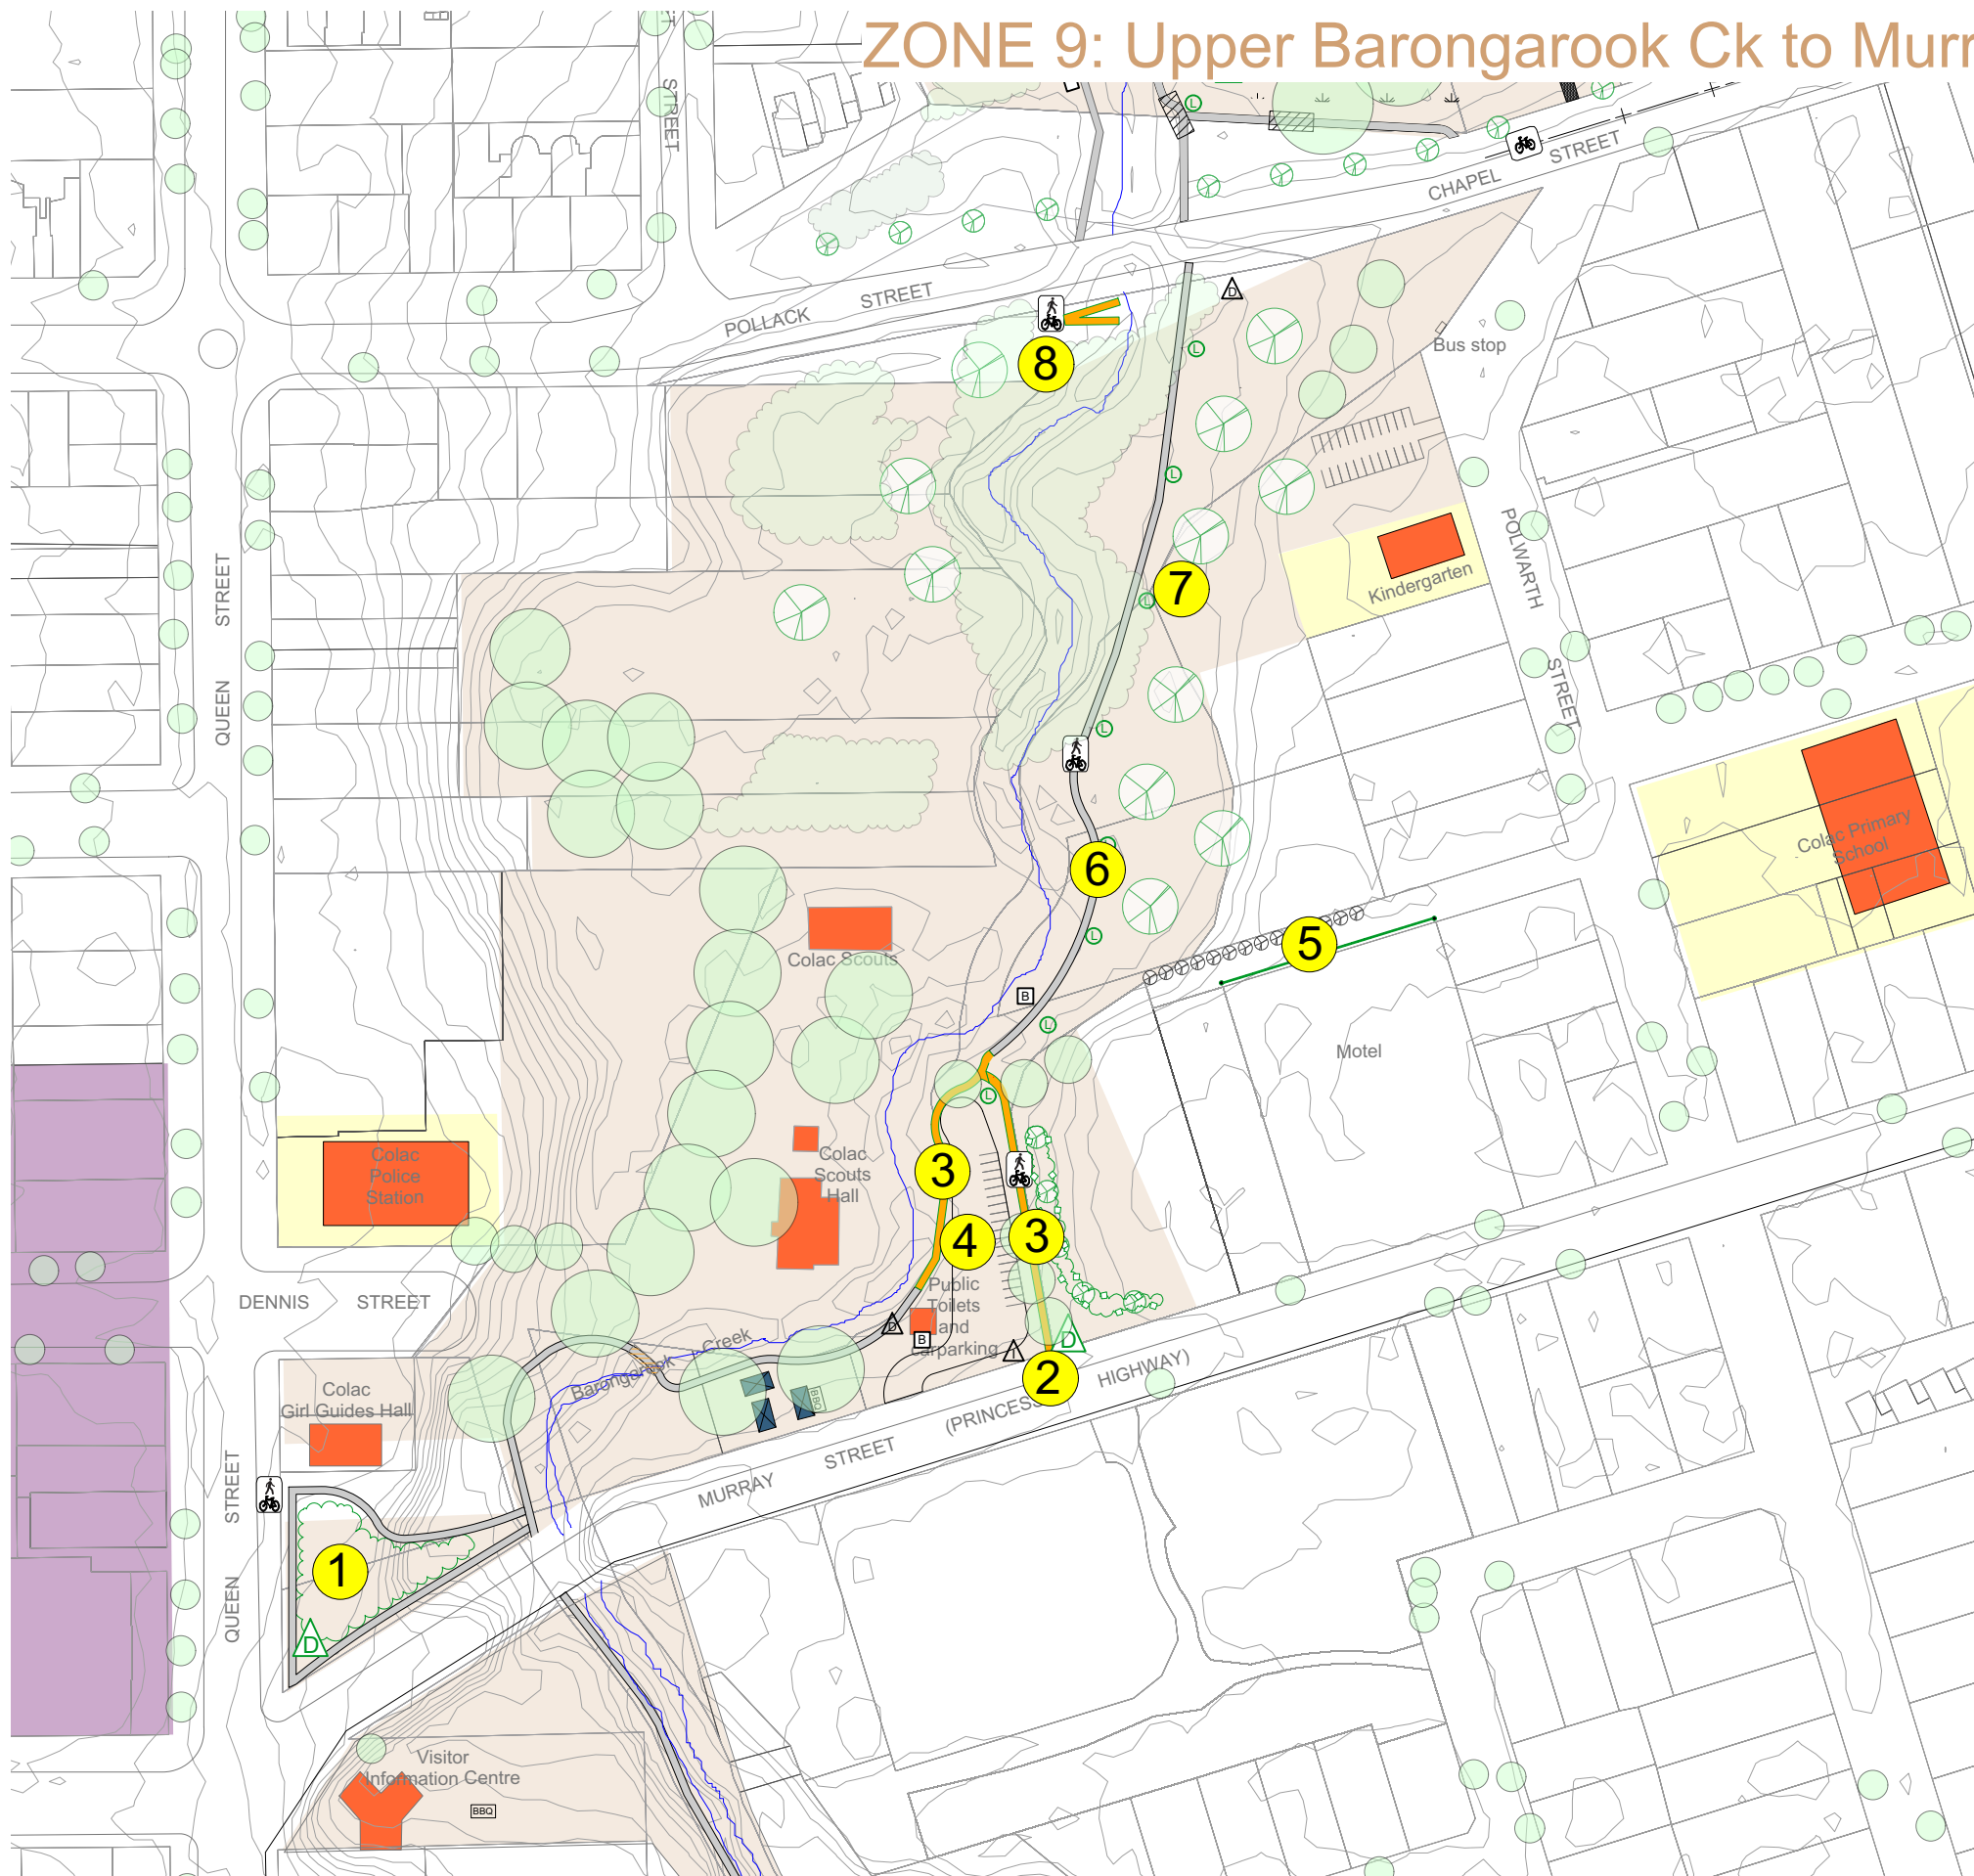 ZONE 9: Upper Barongarook Ck to Murr
STREET
L
STREET
CHAPEL
D
POLLACK
STREET
8
Bus stop
L
L
POLWARTH
STREET
QUEEN
STREET
7
L
Kindergarten
L
Colac Primary
School
6
5
Colac Scouts
L
B
L
Motel
L
Colac
Police
Station
Colac
Scouts
Hall
3
4
3
Public
Toilets
and
carparking
DENNIS
STREET
D
B
D
2
Barongarook
Creek
BBQ
(PRINCESS
HIGHWAY)
MURRAY
STREET
Colac
Girl Guides Hall
QUEEN
STREET
1
D
Visitor
Information Centre
BBQ